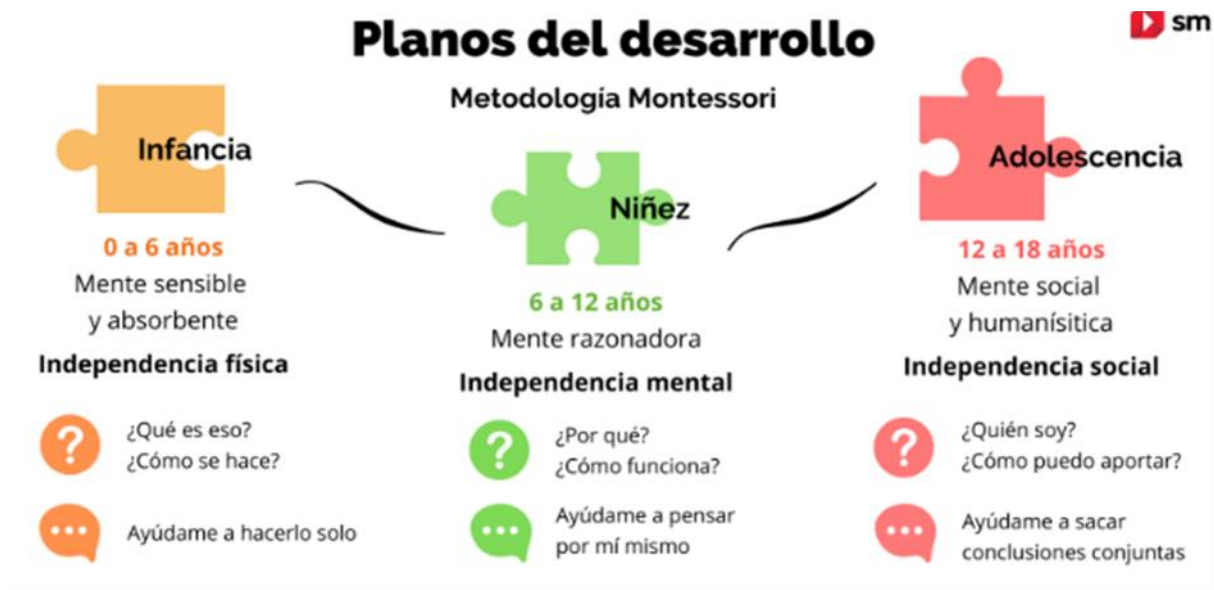 Planos del desarrollo
sm
Metodología Montessori
Infancia
0 a 6 años
Mente sensible
y absorbente
Independencia física
¿Qué es eso?
¿Cómo se hace?
Ayúdame a hacerlo solo
Niñez
6 a 12 años
Mente razonadora
Independencia mental
¿Por qué?
¿Cómo funciona?
Ayúdame a pensar
por mí mismo
Adolescencia
12 a 18 años
Mente social
y humanísitica
Independencia social
¿Quién soy?
¿Cómo puedo aportar?
Ayúdame a sacar
conclusiones conjuntas